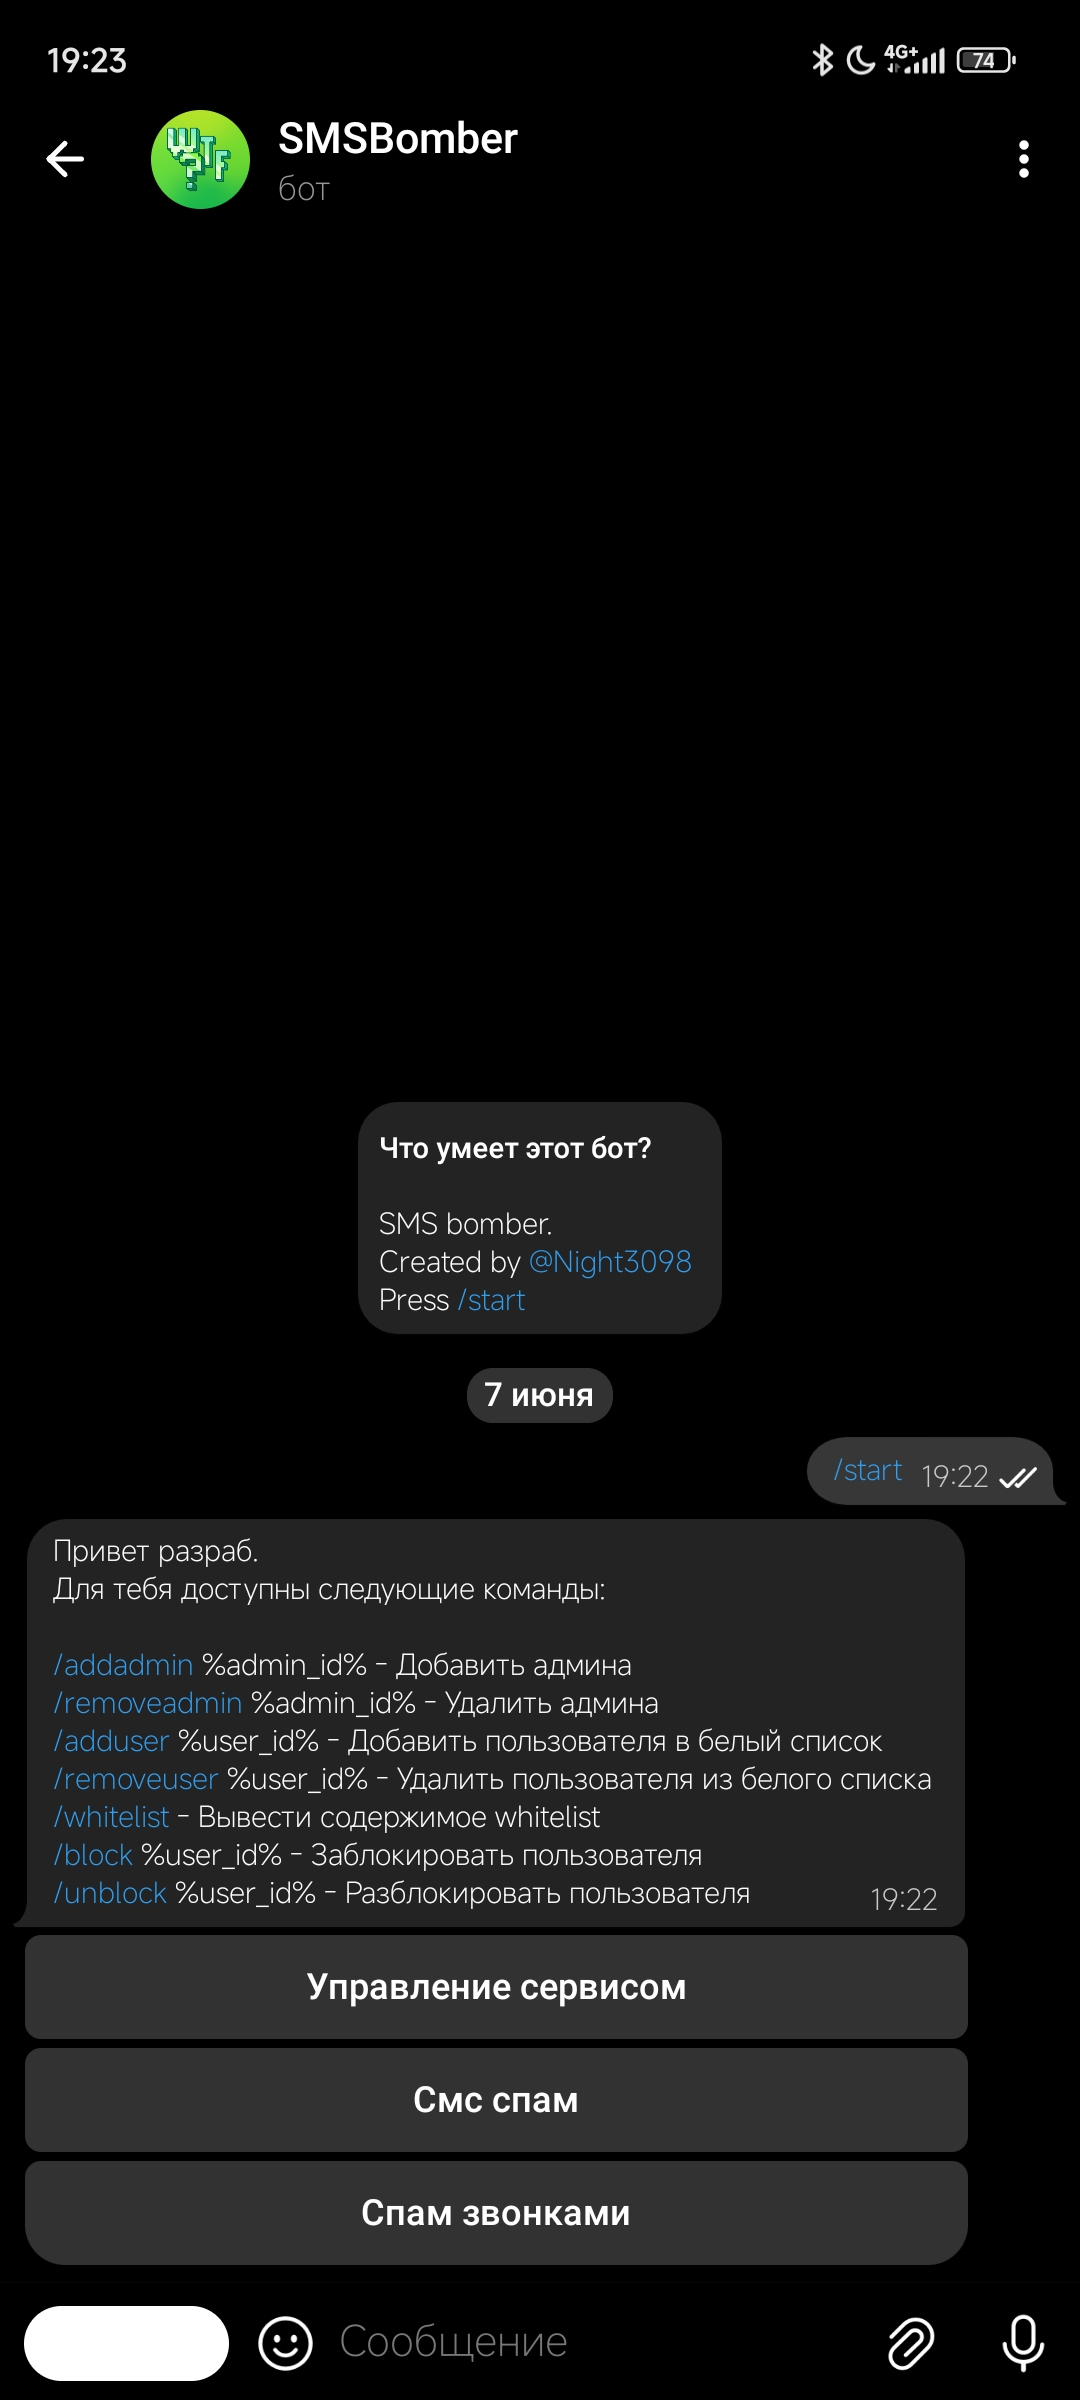 19:23
4G+
74
SMSBomber
бот
WTF?
Что умеет этот бот?
SMS bomber.
Created by @Night3098
Press /start
7 июня
/start 19:22
Привет разраб.
Для тебя доступны следующие команды:
/addadmin %admin_id% - Добавить админа
/removeadmin %admin_id% - Удалить админа
/adduser %user_id% - Добавить пользователя в белый список
/removeuser %user_id% - Удалить пользователя из белого списка
/whitelist - Вывести содержимое whitelist
/block %user_id% - Заблокировать пользователя
/unblock %user_id% - Разблокировать пользователя
19:22
Управление сервисом
Смс спам
Спам звонками
Сообщение